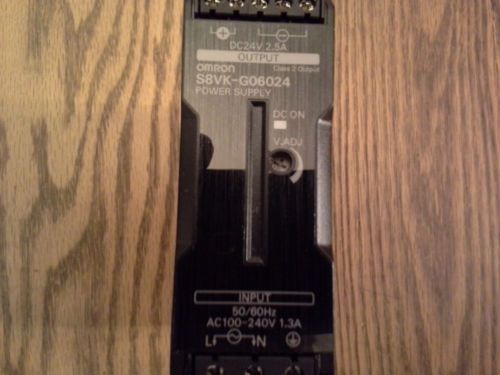 DC24V 2.5A
OUTPUT
OMRON Class 2 Output
S8VK-G06024
POWER SUPPLY
DC ON
V.ADJ
INPUT
50/60Hz
AC100-240V 1.3A
L N